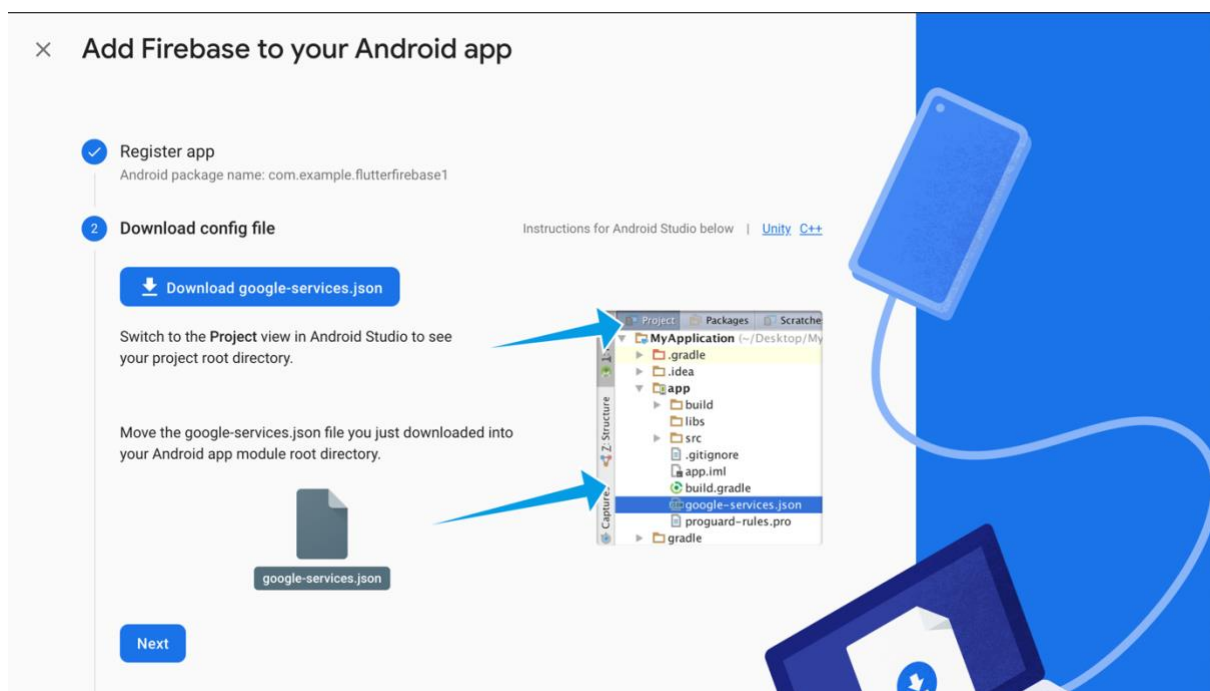 Add Firebase to your Android app
Register app
Android package name: com.example.flutterfirebase1
2
Download config file
Instructions for Android Studio below | Unity C++
Download google-services.json
Switch to the Project view in Android Studio to see
your project root directory.
Move the google-services.json file you just downloaded into
your Android app module root directory.
google-services.json
Project Packages Scratche
MyApplication (~/Desktop/My
.gradle
.idea
app
build
libs
src
.gitignore
app.iml
build.gradle
google-services.json
proguard-rules.pro
gradle
Z: Structure
Captures
Next